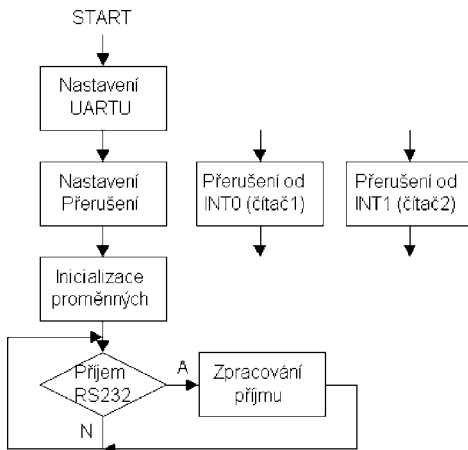 START
Nastavení
UARTU
Nastavení
Přerušení
Přerušení od
INT0 (čítač1)
Přerušení od
INT1 (čítač2)
Inicializace
proměnných
Příjem
RS232
A
Zpracování
příjmu
N